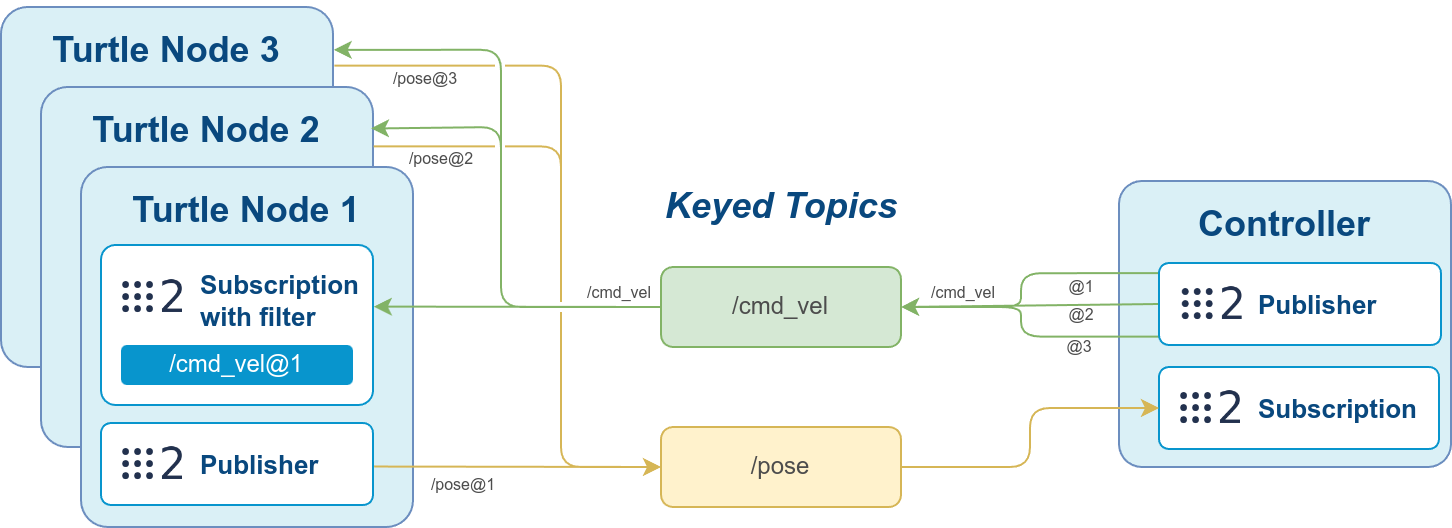 Turtle Node 3
/pose@3
Turtle Node 2
/pose@2
Turtle Node 1
2 Subscription
with filter
/cmd_vel@1
2 Publisher
/pose@1
Keyed Topics
/cmd_vel
/cmd_vel
/cmd_vel
/pose
Controller
@1
@2
@3
2 Publisher
2 Subscription